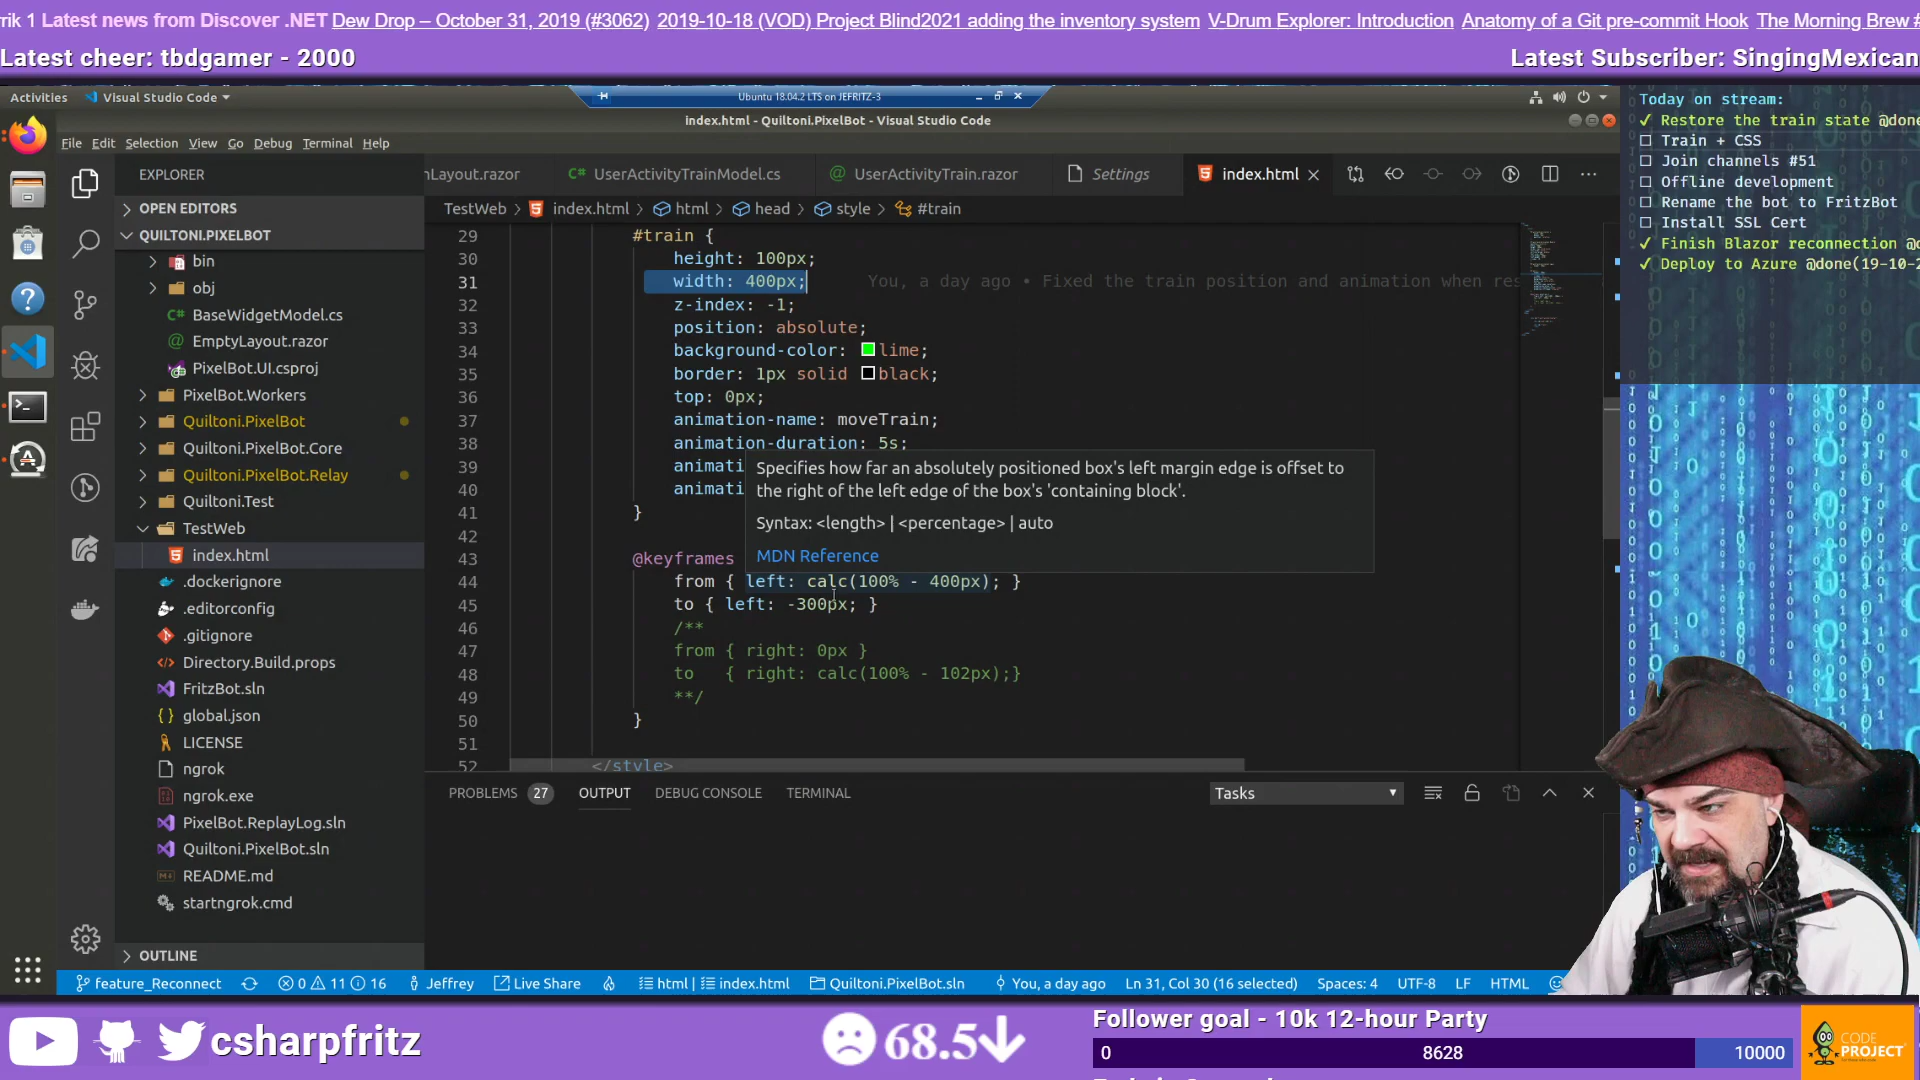 rrik 1 Latest news from Discover .NET Dew Drop – October 31, 2019 (#3062) 2019-10-18 (VOD) Project Blind2021 adding the inventory system V-Drum Explorer: Introduction Anatomy of a Git pre-commit Hook The Morning Brew #
Latest cheer: tbdgamer - 2000
Latest Subscriber: SingingMexican
Activities Visual Studio Code
Ubuntu 18.04.2 LTS on JEFRITZ-3
index.html - Quiltoni.PixelBot - Visual Studio Code
File Edit Selection View Go Debug Terminal Help
Today on stream:
✓ Restore the train state @done
☐ Train + CSS
☐ Join channels #51
☐ Offline development
☐ Rename the bot to FritzBot
☐ Install SSL Cert
✓ Finish Blazor reconnection @d
✓ Deploy to Azure @done(19-10-2
EXPLORER
OPEN EDITORS
QUILTONI.PIXELBOT
bin
obj
BaseWidgetModel.cs
EmptyLayout.razor
PixelBot.UI.csproj
PixelBot.Workers
Quiltoni.PixelBot
Quiltoni.PixelBot.Core
Quiltoni.PixelBot.Relay
Quiltoni.Test
TestWeb
index.html
.dockerignore
.editorconfig
.gitignore
Directory.Build.props
FritzBot.sln
global.json
LICENSE
ngrok
ngrok.exe
PixelBot.ReplayLog.sln
Quiltoni.PixelBot.sln
README.md
startngrok.cmd
OUTLINE
nLayout.razor UserActivityTrainModel.cs UserActivityTrain.razor Settings index.html
TestWeb > index.html > html > head > style > #train
29 #train {
30 height: 100px;
31 width: 400px; You, a day ago • Fixed the train position and animation when res
32 z-index: -1;
33 position: absolute;
34 background-color: lime;
35 border: 1px solid black;
36 top: 0px;
37 animation-name: moveTrain;
38 animation-duration: 5s;
39 animati
40 animati
41 }
42
43 @keyframes
44 from { left: calc(100% - 400px); }
45 to { left: -300px; }
46 /**
47 from { right: 0px }
48 to { right: calc(100% - 102px);}
49 **/
50 }
51
52 </style>
Specifies how far an absolutely positioned box's left margin edge is offset to
the right of the left edge of the box's 'containing block'.
Syntax: <length> | <percentage> | auto
MDN Reference
PROBLEMS 27 OUTPUT DEBUG CONSOLE TERMINAL Tasks
feature_Reconnect 0 11 16 Jeffrey Live Share html | index.html Quiltoni.PixelBot.sln You, a day ago Ln 31, Col 30 (16 selected) Spaces: 4 UTF-8 LF HTML
csharpfritz
68.5
Follower goal - 10k 12-hour Party
0 8628 10000
CODE
PROJECT